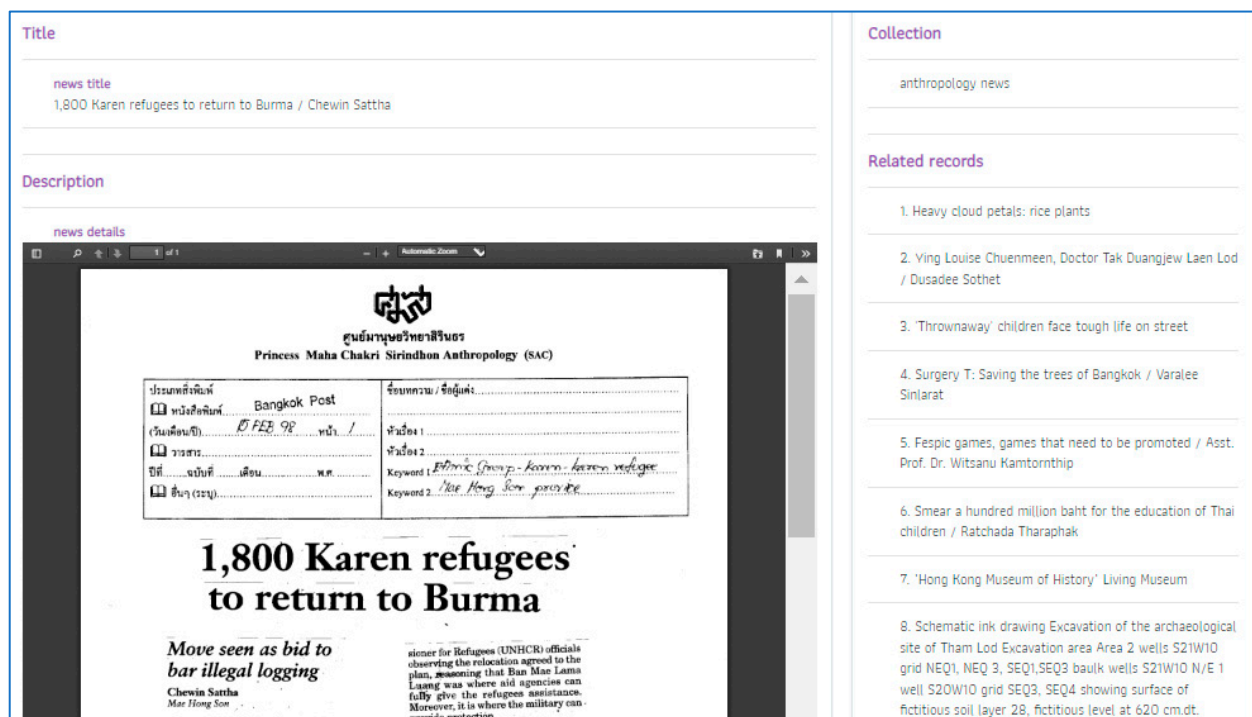 Title
news title
1,800 Karen refugees to return to Burma / Chewin Sattha
Description
news details
1 of 1
Automatic Zoom
ศูนย์มานุษยวิทยาสิรินธร
Princess Maha Chakri Sirindhon Anthropology (SAC)
ประเภทสิ่งพิมพ์
หนังสือพิมพ์ Bangkok Post
(วัน/เดือน/ปี) 15 FEB 98 หน้า 1
วารสาร
ปีที่ ฉบับที่ เดือน พ.ศ.
อื่นๆ (ระบุ)
ชื่อบทความ / ชื่อผู้แต่ง
หัวเรื่อง 1
หัวเรื่อง 2
Keyword 1 Ethnic Group - Karen - karen refugee
Keyword 2 Mae Hong Son province
1,800 Karen refugees
to return to Burma
Move seen as bid to
bar illegal logging
Chewin Sattha
Mae Hong Son
sioner for Refugees (UNHCR) officials
observing the relocation agreed to the
plan, reasoning that Ban Mae Lama
Luang was where aid agencies can
fully give the refugees assistance.
Moreover, it is where the military can
provide protection
Collection
anthropology news
Related records
1. Heavy cloud petals: rice plants
2. Ying Louise Chuenmeen, Doctor Tak Duangjew Laen Lod
/ Dusadee Sothet
3. 'Thrownaway' children face tough life on street
4. Surgery T: Saving the trees of Bangkok / Varalee
Sinlarat
5. Fespic games, games that need to be promoted / Asst.
Prof. Dr. Witsanu Kamtornthip
6. Smear a hundred million baht for the education of Thai
children / Ratchada Tharaphak
7. "Hong Kong Museum of History" Living Museum
8. Schematic ink drawing Excavation of the archaeological
site of Tham Lod Excavation area Area 2 wells S21W10
grid NEQ1, NEQ 3, SEQ1,SEQ3 baulk wells S21W10 N/E 1
well S20W10 grid SEQ3, SEQ4 showing surface of
fictitious soil layer 28, fictitious level at 620 cm.dt.